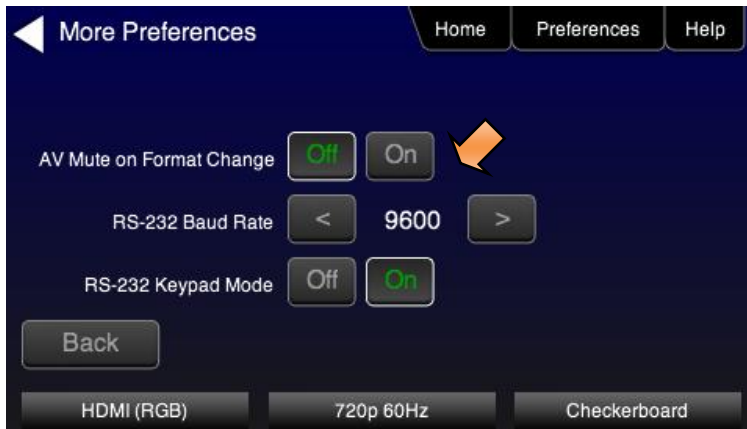 More Preferences Home Preferences Help
AV Mute on Format Change Off On
RS-232 Baud Rate < 9600 >
RS-232 Keypad Mode Off On
Back
HDMI (RGB) 720p 60Hz Checkerboard